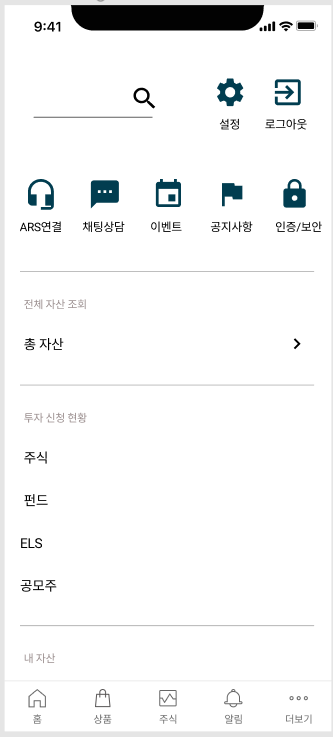 9:41
설정 로그아웃
ARS연결 채팅상담 이벤트 공지사항 인증/보안
전체 자산 조회
총 자산
투자 신청 현황
주식
펀드
ELS
공모주
내 자산
홈 상품 주식 알림 더보기